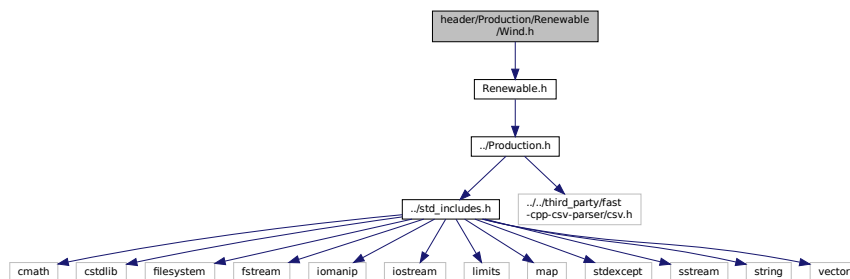 header/Production/Renewable
/Wind.h
Renewable.h
../Production.h
../std_includes.h
../../third_party/fast
-cpp-csv-parser/csv.h
cmath
cstdlib
filesystem
fstream
iomanip
iostream
limits
map
stdexcept
sstream
string
vector